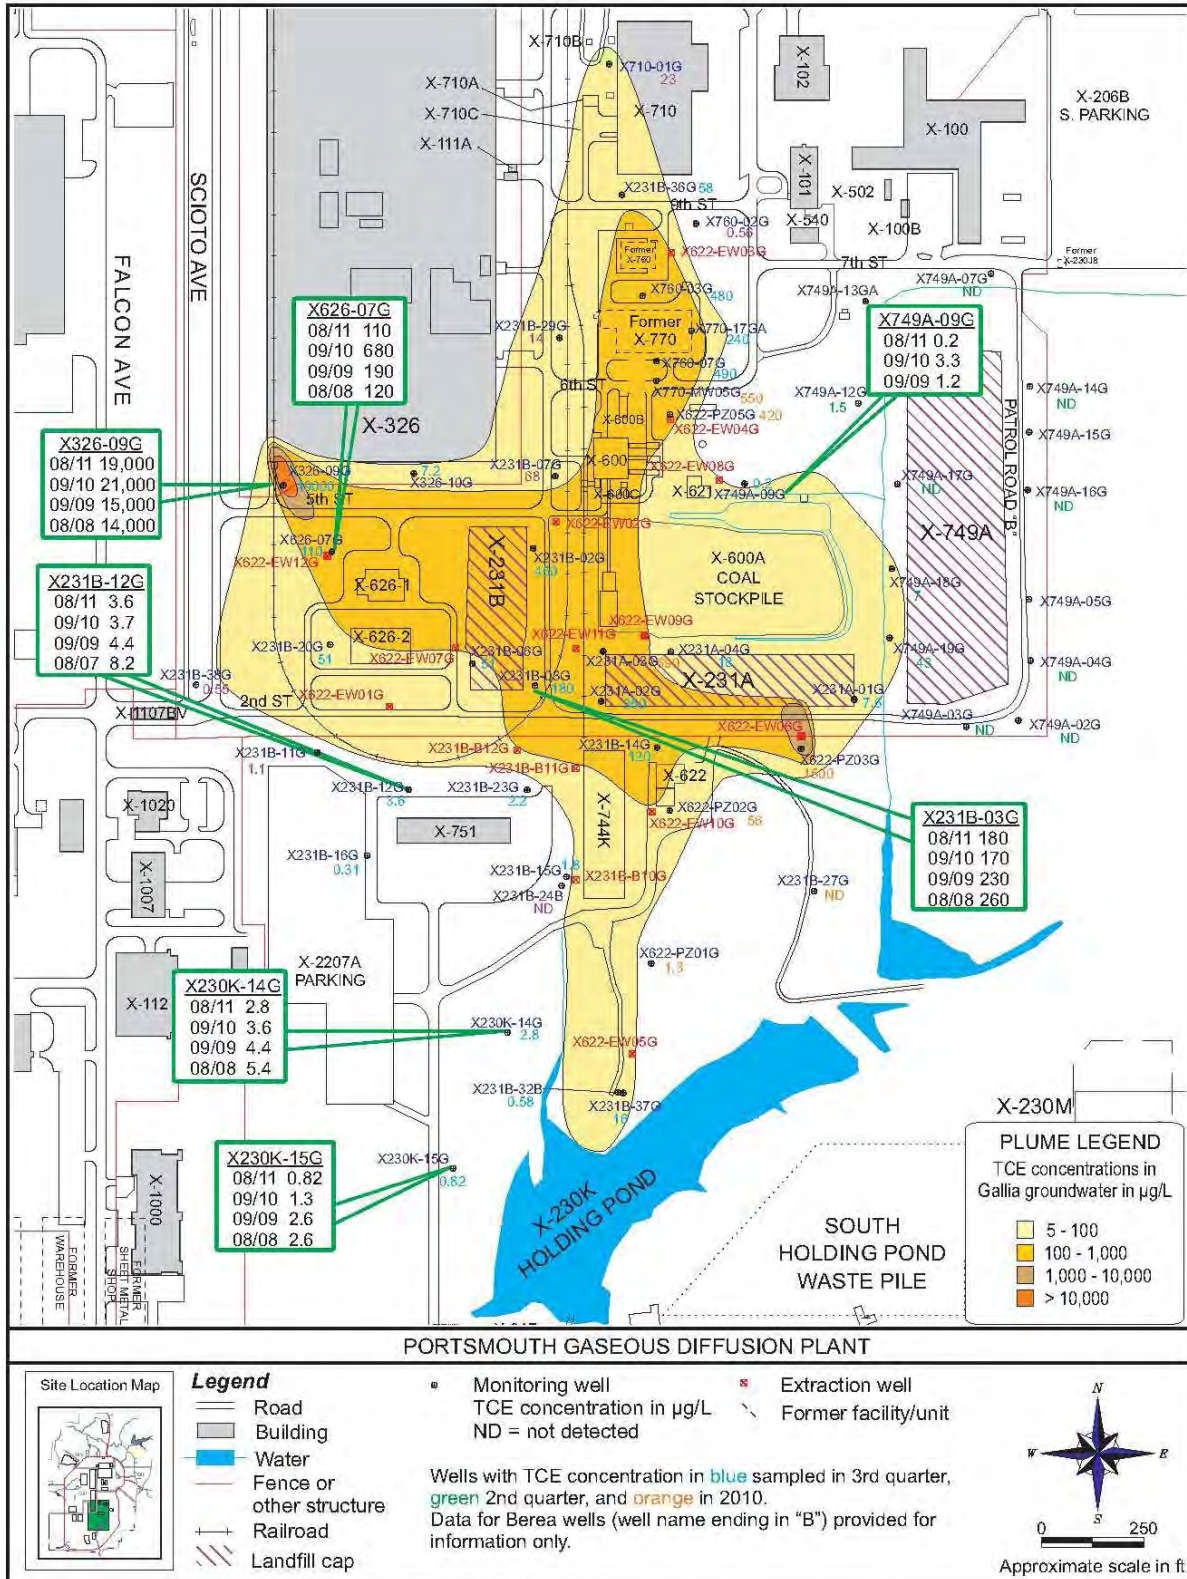 X-710B
X710-01G
23
X-710
X-710A
X-710C
X-111A
X-102
X-100
X-206B
S. PARKING
X-101
X-502
X-540
X-100B
X231B-36G 58
9th ST
X760-02G
0.56
X622-EW03G
7th ST
Former
X-230J8
Former
X-760
SCIOTO AVE
FALCON AVE
X-326
X760-03G
480
X749A-13GA
X749A-07G
ND
X626-07G
08/11 110
09/10 680
09/09 190
08/08 120
X231B-29G
14
Former
X-770
X770-17GA
240
X749A-09G
08/11 0.2
09/10 3.3
09/09 1.2
X760-07G
490
6th ST
X770-MW05G
550
X749A-12G
1.5
X749A-14G
ND
X-600B
X622-PZ05G 420
X622-EW04G
PATROL ROAD "B"
X749A-15G
X326-09G
08/11 19,000
09/10 21,000
09/09 15,000
08/08 14,000
X326-09G
19000
5th ST
7.2
X326-10G
X231B-07G
68
X-600
X622-EW08G
X-600C
X-621
0.2
X749A-09G
X749A-17G
ND
X749A-16G
ND
X-749A
X622-EW02G
X626-07G
110
X622-EW12G
X-231B
X231B-02G
450
X-600A
COAL
STOCKPILE
X749A-18G
7
X-626-1
X749A-05G
X231B-12G
08/11 3.6
09/10 3.7
09/09 4.4
08/07 8.2
X622-EW09G
X-626-2
X622-EW11G
X231B-20G
51
X622-EW07G
X231B-06G
51
X231A-03G
590
X231A-04G
18
X749A-19G
43
X749A-04G
ND
X231B-38G
0.55
X231B-03G
180
X-231A
2nd ST
X622-EW01G
X231A-02G
X231A-01G
7.6
X-1107BV
X749A-03G
ND
X749A-02G
ND
X622-EW06G
X231B-11G
1.1
X231B-B12G
X231B-14G
120
X622-PZ03G
1600
X231B-B11G
X231B-12G
3.6
X231B-23G
2.2
X-622
X-1020
X-751
X-744K
X622-PZ02G
56
X622-EW10G
X231B-03G
08/11 180
09/10 170
09/09 230
08/08 260
X231B-16G
0.31
X-1007
X231B-15G
1.8
X231B-B10G
X231B-24B
ND
X231B-27G
ND
X-112
X-2207A
PARKING
X622-PZ01G
1.3
X230K-14G
08/11 2.8
09/10 3.6
09/09 4.4
08/08 5.4
X230K-14G
2.8
X622-EW05G
X231B-32B
0.58
X231B-37G
16
X-230M
X230K-15G
08/11 0.82
09/10 1.3
09/09 2.6
08/08 2.6
X230K-15G
0.82
X-1000
FORMER
WAREHOUSE
FORMER
SHEET METAL
SHOP
X-230K
HOLDING POND
SOUTH
HOLDING POND
WASTE PILE
PLUME LEGEND
TCE concentrations in
Gallia groundwater in µg/L
5 - 100
100 - 1,000
1,000 - 10,000
> 10,000
PORTSMOUTH GASEOUS DIFFUSION PLANT
Site Location Map
Legend
Road
Building
Water
Fence or
other structure
Railroad
Landfill cap
Monitoring well
TCE concentration in µg/L
ND = not detected
Extraction well
Former facility/unit
Wells with TCE concentration in blue sampled in 3rd quarter,
green 2nd quarter, and orange in 2010.
Data for Berea wells (well name ending in "B") provided for
information only.
N
W E
S
0 250
Approximate scale in ft